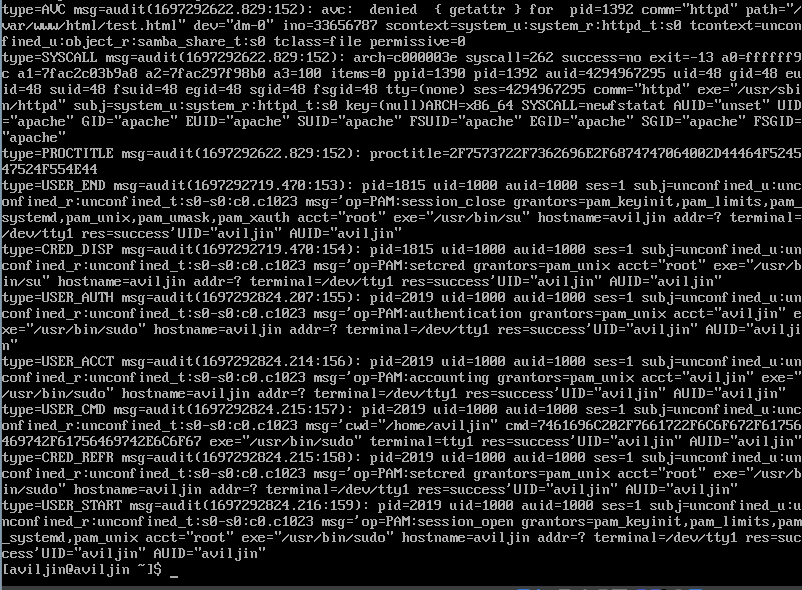 type=AVC msg=audit(1697292622.829:152): avc:  denied  { getattr } for  pid=1392 comm="httpd" path="/
var/www/html/test.html" dev="dm-0" ino=33656787 scontext=system_u:system_r:httpd_t:s0 tcontext=uncon
fined_u:object_r:samba_share_t:s0 tclass=file permissive=0
type=SYSCALL msg=audit(1697292622.829:152): arch=c000003e syscall=262 success=no exit=-13 a0=ffffff9
c a1=7fac2c03b9a8 a2=7fac297f98b0 a3=100 items=0 ppid=1390 pid=1392 auid=4294967295 uid=48 gid=48 eu
id=48 suid=48 fsuid=48 egid=48 sgid=48 fsgid=48 tty=(none) ses=4294967295 comm="httpd" exe="/usr/sbi
n/httpd" subj=system_u:system_r:httpd_t:s0 key=(null)ARCH=x86_64 SYSCALL=newfstatat AUID="unset" UID
="apache" GID="apache" EUID="apache" SUID="apache" FSUID="apache" EGID="apache" SGID="apache" FSGID=
"apache"
type=PROCTITLE msg=audit(1697292622.829:152): proctitle=2F7573722F7362696E2F6874747064002D44464F5245
47524F554E44
type=USER_END msg=audit(1697292719.470:153): pid=1815 uid=1000 auid=1000 ses=1 subj=unconfined_u:unc
onfined_r:unconfined_t:s0-s0:c0.c1023 msg='op=PAM:session_close grantors=pam_keyinit,pam_limits,pam_
systemd,pam_unix,pam_umask,pam_xauth acct="root" exe="/usr/bin/su" hostname=aviljin addr=? terminal=
/dev/tty1 res=success'UID="aviljin" AUID="aviljin"
type=CRED_DISP msg=audit(1697292719.470:154): pid=1815 uid=1000 auid=1000 ses=1 subj=unconfined_u:un
confined_r:unconfined_t:s0-s0:c0.c1023 msg='op=PAM:setcred grantors=pam_unix acct="root" exe="/usr/b
in/su" hostname=aviljin addr=? terminal=/dev/tty1 res=success'UID="aviljin" AUID="aviljin"
type=USER_AUTH msg=audit(1697292824.207:155): pid=2019 uid=1000 auid=1000 ses=1 subj=unconfined_u:un
confined_r:unconfined_t:s0-s0:c0.c1023 msg='op=PAM:authentication grantors=pam_unix acct="aviljin" e
xe="/usr/bin/sudo" hostname=aviljin addr=? terminal=/dev/tty1 res=success'UID="aviljin" AUID="avilji
n"
type=USER_ACCT msg=audit(1697292824.214:156): pid=2019 uid=1000 auid=1000 ses=1 subj=unconfined_u:un
confined_r:unconfined_t:s0-s0:c0.c1023 msg='op=PAM:accounting grantors=pam_unix acct="aviljin" exe="
/usr/bin/sudo" hostname=aviljin addr=? terminal=/dev/tty1 res=success'UID="aviljin" AUID="aviljin"
type=USER_CMD msg=audit(1697292824.215:157): pid=2019 uid=1000 auid=1000 ses=1 subj=unconfined_u:unc
onfined_r:unconfined_t:s0-s0:c0.c1023 msg='cwd="/home/aviljin" cmd=7461696C202F7661722F6C6F672F61756
469742F61756469742E6C6F67 exe="/usr/bin/sudo" terminal=tty1 res=success'UID="aviljin" AUID="aviljin"
type=CRED_REFR msg=audit(1697292824.215:158): pid=2019 uid=1000 auid=1000 ses=1 subj=unconfined_u:un
confined_r:unconfined_t:s0-s0:c0.c1023 msg='op=PAM:setcred grantors=pam_unix acct="root" exe="/usr/b
in/sudo" hostname=aviljin addr=? terminal=/dev/tty1 res=success'UID="aviljin" AUID="aviljin"
type=USER_START msg=audit(1697292824.216:159): pid=2019 uid=1000 auid=1000 ses=1 subj=unconfined_u:u
nconfined_r:unconfined_t:s0-s0:c0.c1023 msg='op=PAM:session_open grantors=pam_keyinit,pam_limits,pam
_systemd,pam_unix acct="root" exe="/usr/bin/sudo" hostname=aviljin addr=? terminal=/dev/tty1 res=suc
cess'UID="aviljin" AUID="aviljin"
[aviljin@aviljin ~]$ _